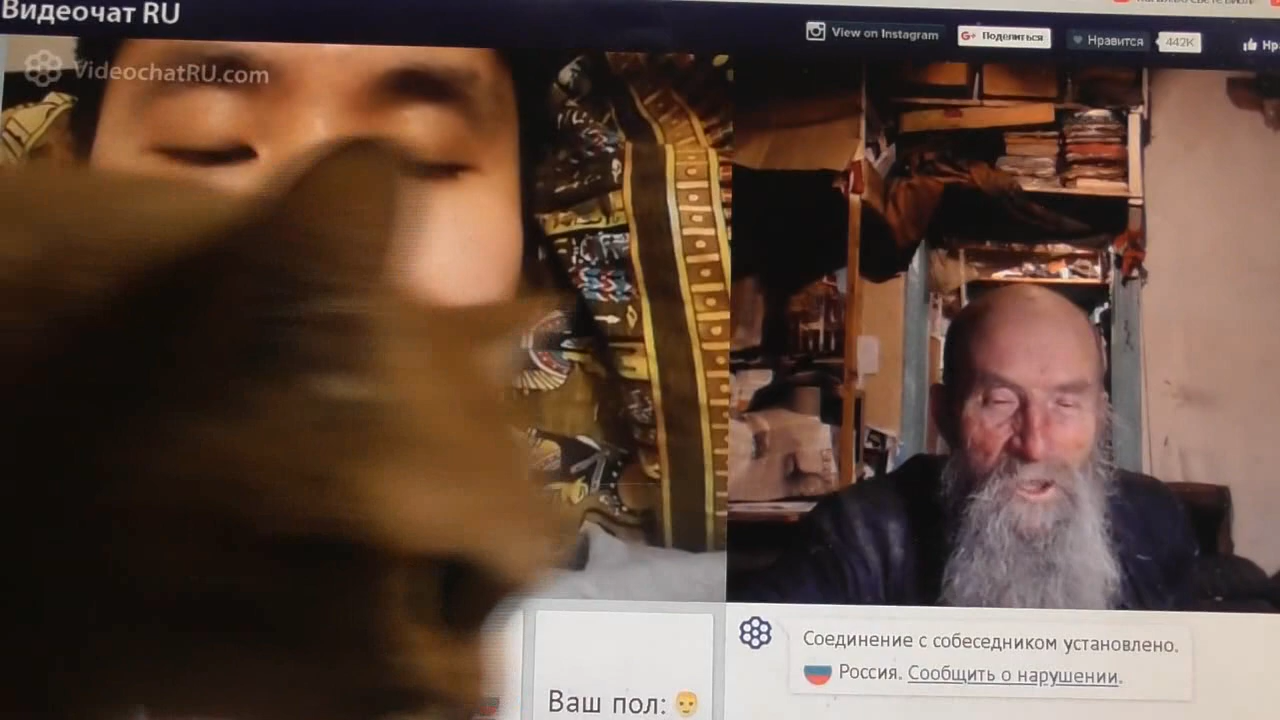 Видеочат RU
View on Instagram
Поделиться
Нравится
442K
VideochatRU.com
Соединение с собеседником установлено.
Россия. Сообщить о нарушении.
Ваш пол: